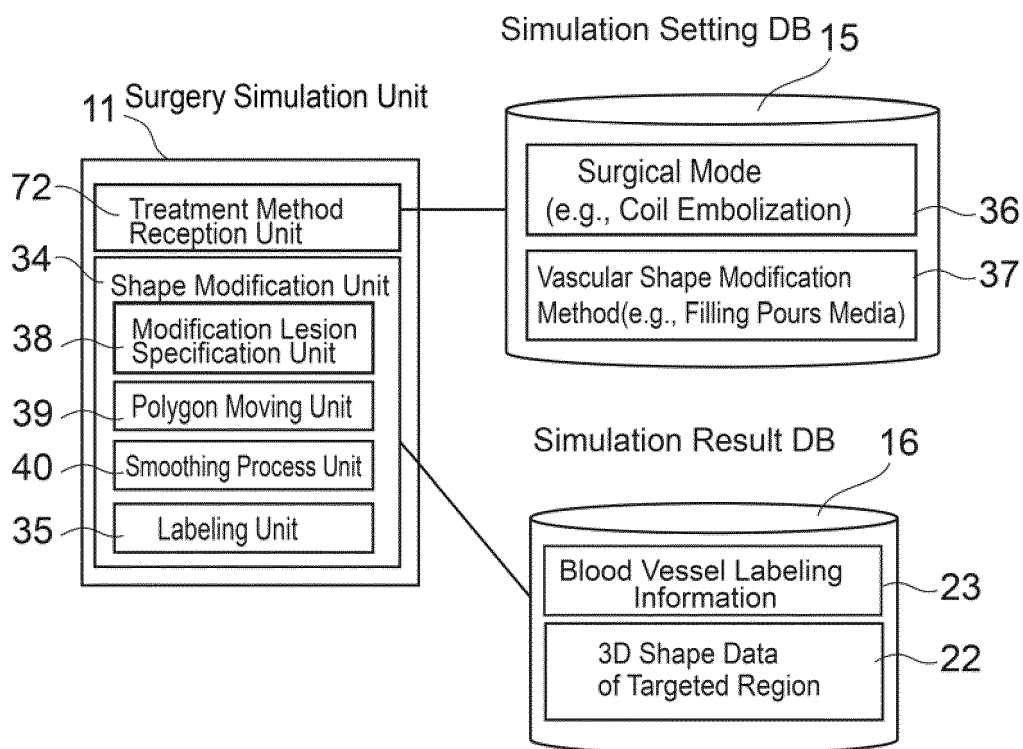 Simulation Setting DB 15
11 Surgery Simulation Unit
72 Treatment Method
Reception Unit
34 Shape Modification Unit
38 Modification Lesion
Specification Unit
39 Polygon Moving Unit
40 Smoothing Process Unit
35 Labeling Unit
Surgical Mode
(e.g., Coil Embolization) 36
Vascular Shape Modification 37
Method(e.g., Filling Pours Media)
Simulation Result DB 16
Blood Vessel Labeling
Information 23
3D Shape Data
of Targeted Region 22